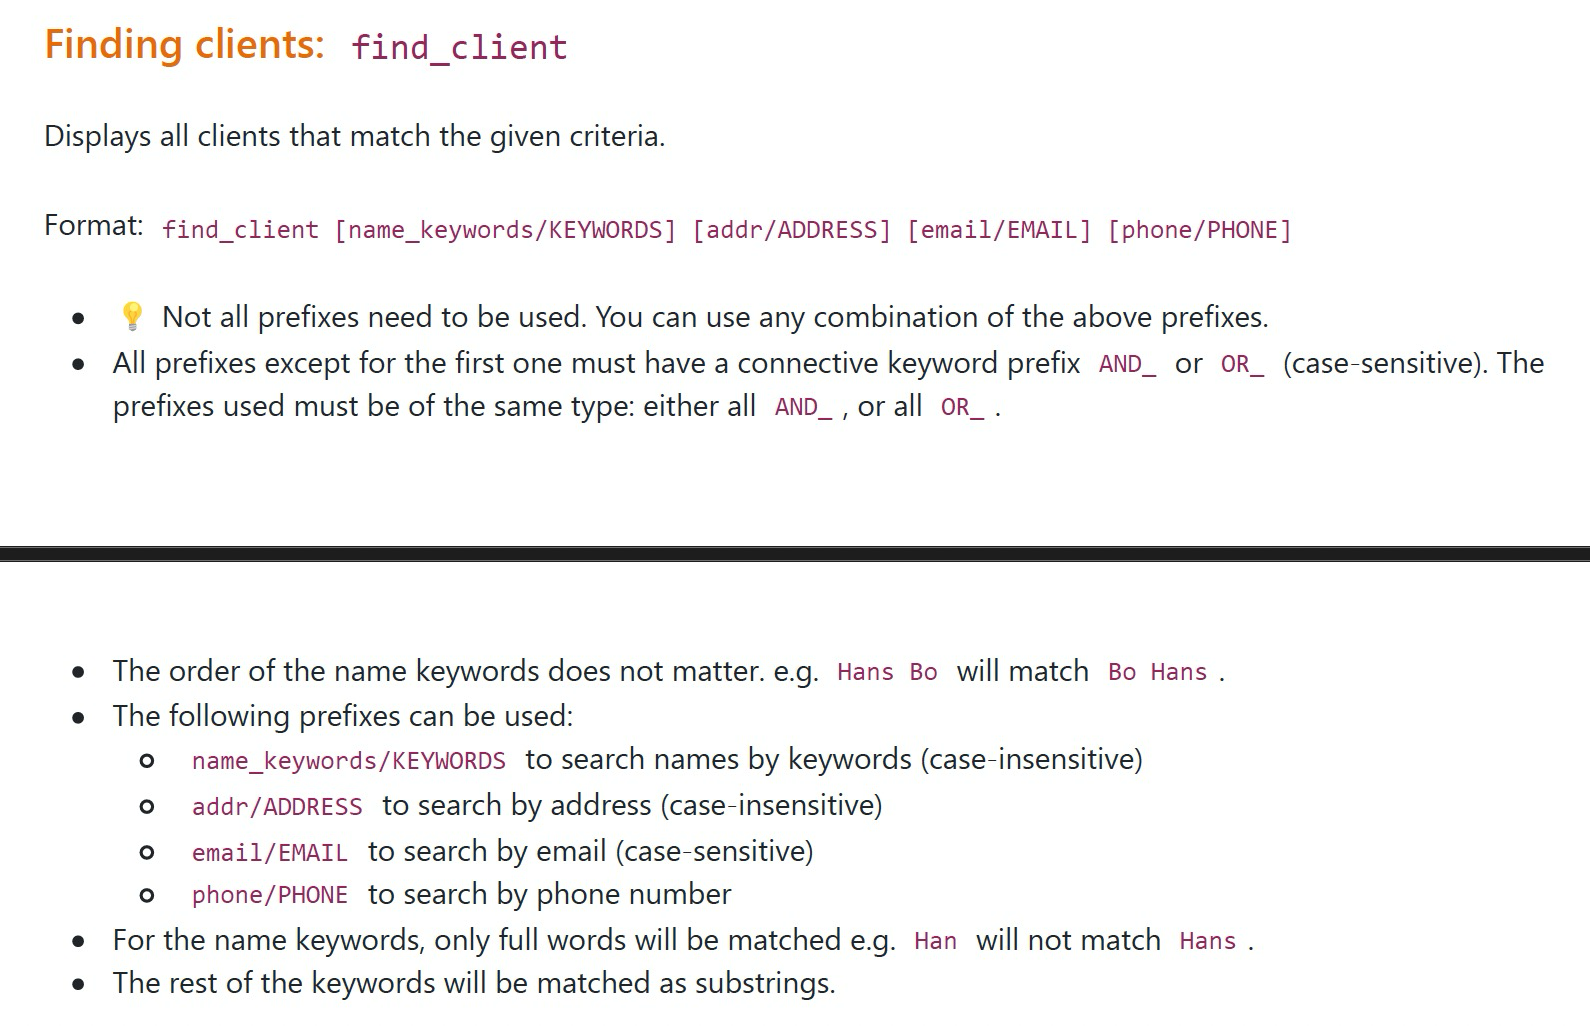 Finding clients: find_client
Displays all clients that match the given criteria.
Format: find_client [name_keywords/KEYWORDS] [addr/ADDRESS] [email/EMAIL] [phone/PHONE]
• 💡 Not all prefixes need to be used. You can use any combination of the above prefixes.
• All prefixes except for the first one must have a connective keyword prefix AND_ or OR_ (case-sensitive). The
prefixes used must be of the same type: either all AND_ , or all OR_ .
• The order of the name keywords does not matter. e.g. Hans Bo will match Bo Hans .
• The following prefixes can be used:
○ name_keywords/KEYWORDS to search names by keywords (case-insensitive)
○ addr/ADDRESS to search by address (case-insensitive)
○ email/EMAIL to search by email (case-sensitive)
○ phone/PHONE to search by phone number
• For the name keywords, only full words will be matched e.g. Han will not match Hans .
• The rest of the keywords will be matched as substrings.